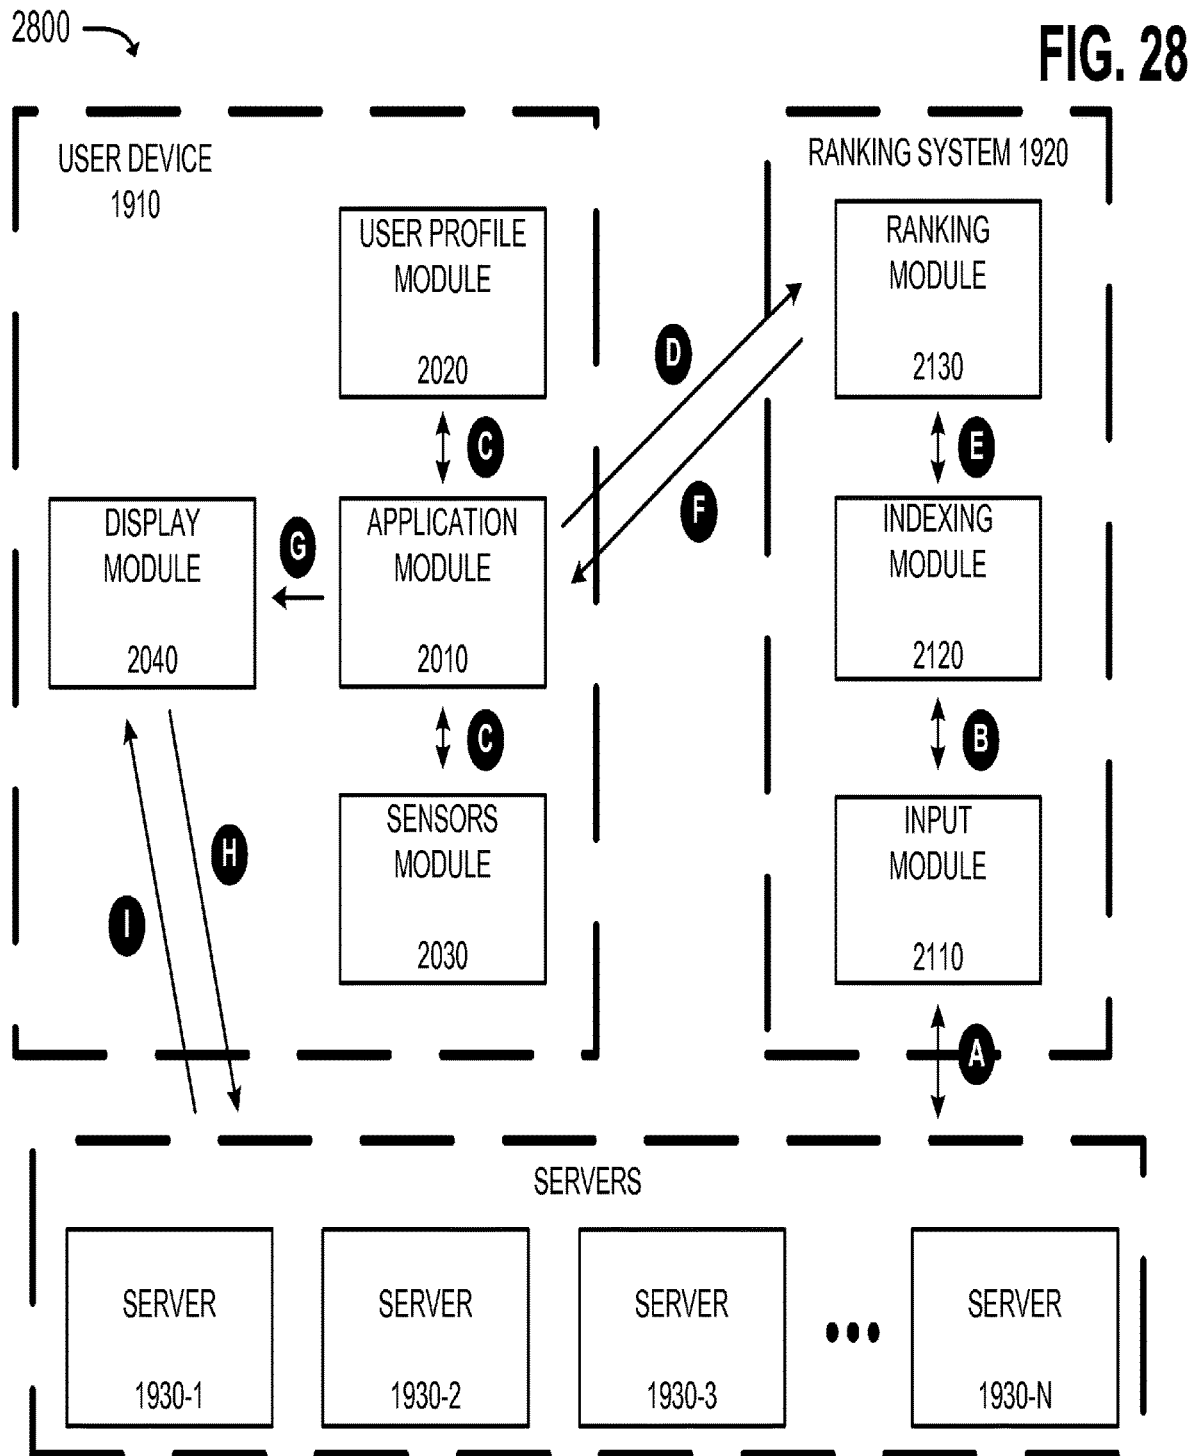 2800
FIG. 28
USER DEVICE
1910
USER PROFILE
MODULE
2020
C
DISPLAY
MODULE
2040
G
APPLICATION
MODULE
2010
C
SENSORS
MODULE
2030
I
H
D
F
RANKING SYSTEM 1920
RANKING
MODULE
2130
E
INDEXING
MODULE
2120
B
INPUT
MODULE
2110
A
SERVERS
SERVER
1930-1
SERVER
1930-2
SERVER
1930-3
SERVER
1930-N